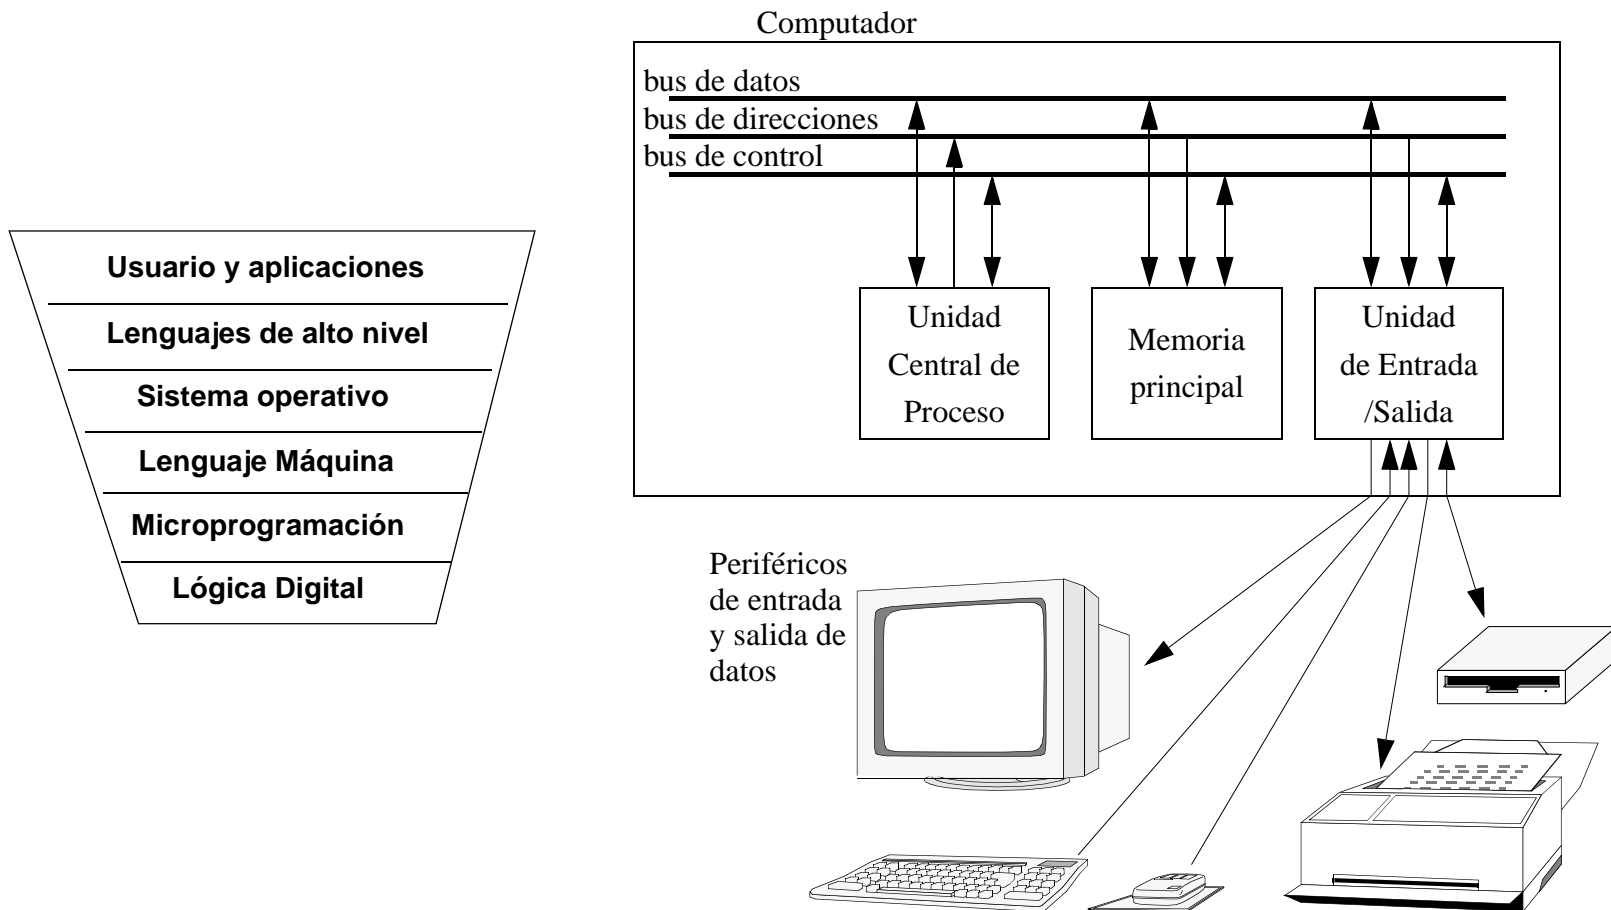 Computador
bus de datos
bus de direcciones
bus de control
Usuario y aplicaciones
Lenguajes de alto nivel
Sistema operativo
Lenguaje Máquina
Microprogramación
Lógica Digital
Unidad
Central de
Proceso
Memoria
principal
Unidad
de Entrada
/Salida
Periféricos
de entrada
y salida de
datos